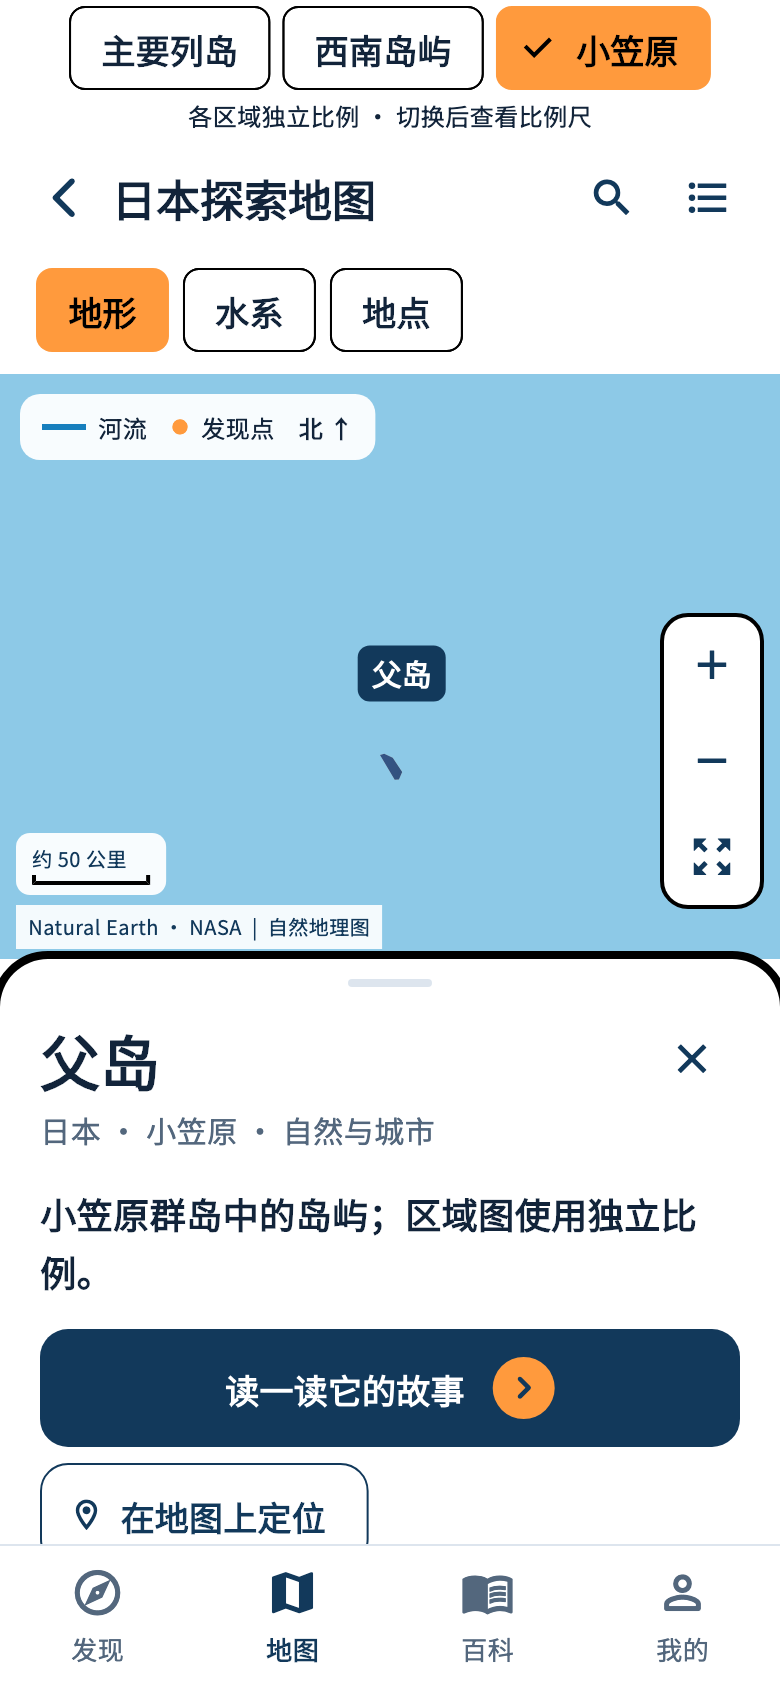 主要列岛 西南岛屿 小笠原
各区域独立比例 · 切换后查看比例尺
日本探索地图
地形 水系 地点
河流 发现点 北 ↑
父岛
约 50 公里
Natural Earth · NASA | 自然地理图
父岛
日本 · 小笠原 · 自然与城市
小笠原群岛中的岛屿；区域图使用独立比
例。
读一读它的故事
在地图上定位
发现 地图 百科 我的